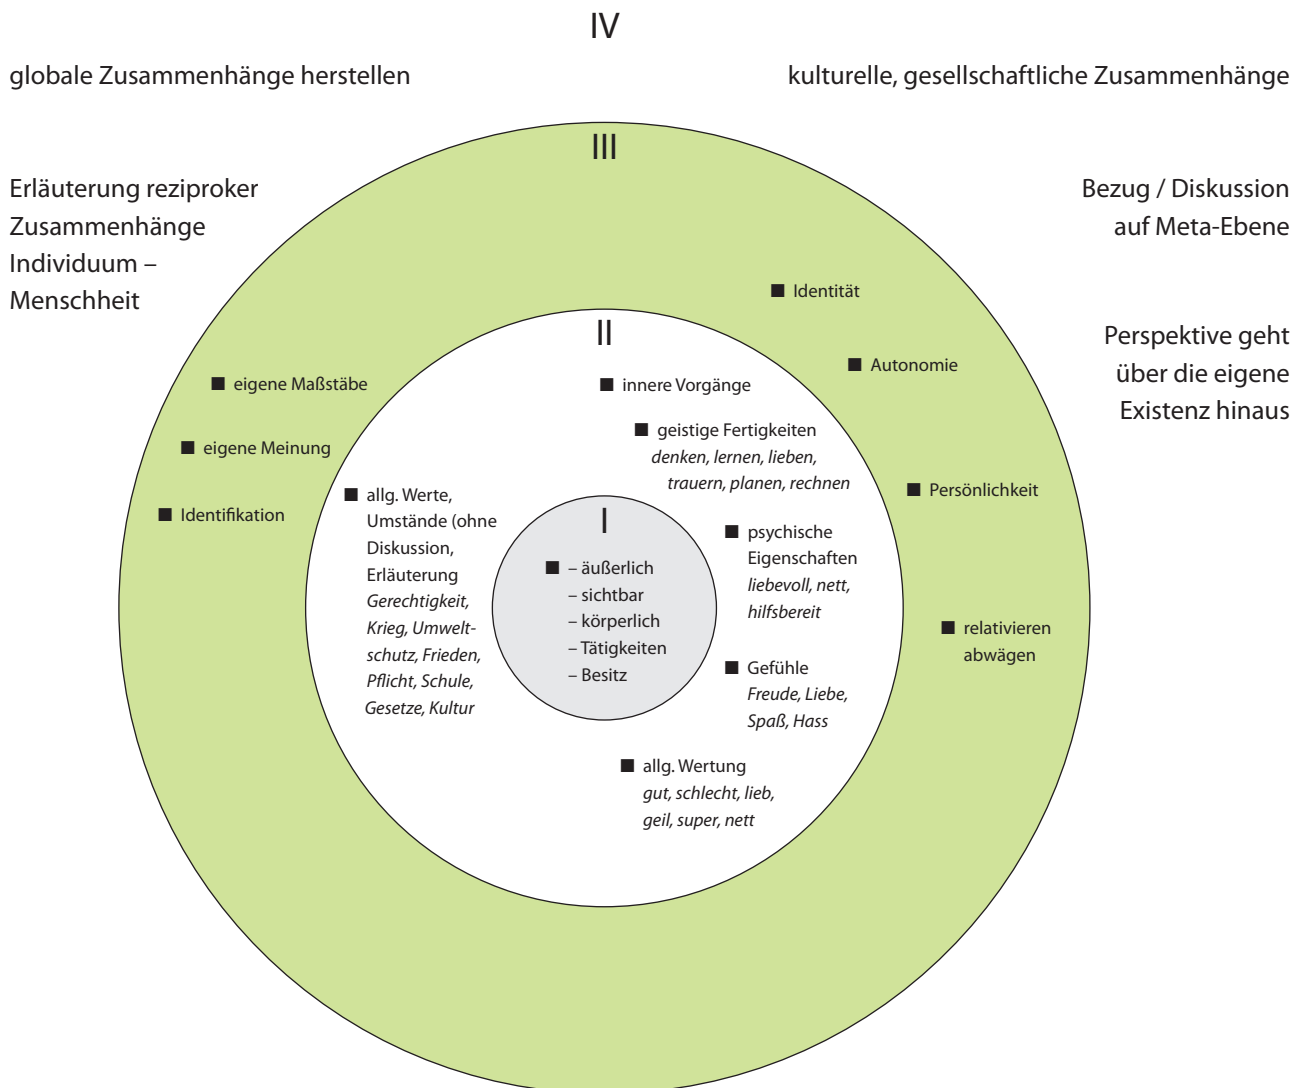 IV
globale Zusammenhänge herstellen
kulturelle, gesellschaftliche Zusammenhänge
III
Erläuterung reziproker
Zusammenhänge
Individuum –
Menschheit
Bezug / Diskussion
auf Meta-Ebene
Perspektive geht
über die eigene
Existenz hinaus
■ Identität
■ Autonomie
■ Persönlichkeit
■ relativieren
abwägen
■ eigene Maßstäbe
■ eigene Meinung
■ Identifikation
II
■ innere Vorgänge
■ geistige Fertigkeiten
denken, lernen, lieben,
trauern, planen, rechnen
■ psychische
Eigenschaften
liebevoll, nett,
hilfsbereit
■ Gefühle
Freude, Liebe,
Spaß, Hass
■ allg. Wertung
gut, schlecht, lieb,
geil, super, nett
■ allg. Werte,
Umstände (ohne
Diskussion,
Erläuterung
Gerechtigkeit,
Krieg, Umwelt-
schutz, Frieden,
Pflicht, Schule,
Gesetze, Kultur
I
■ – äußerlich
– sichtbar
– körperlich
– Tätigkeiten
– Besitz